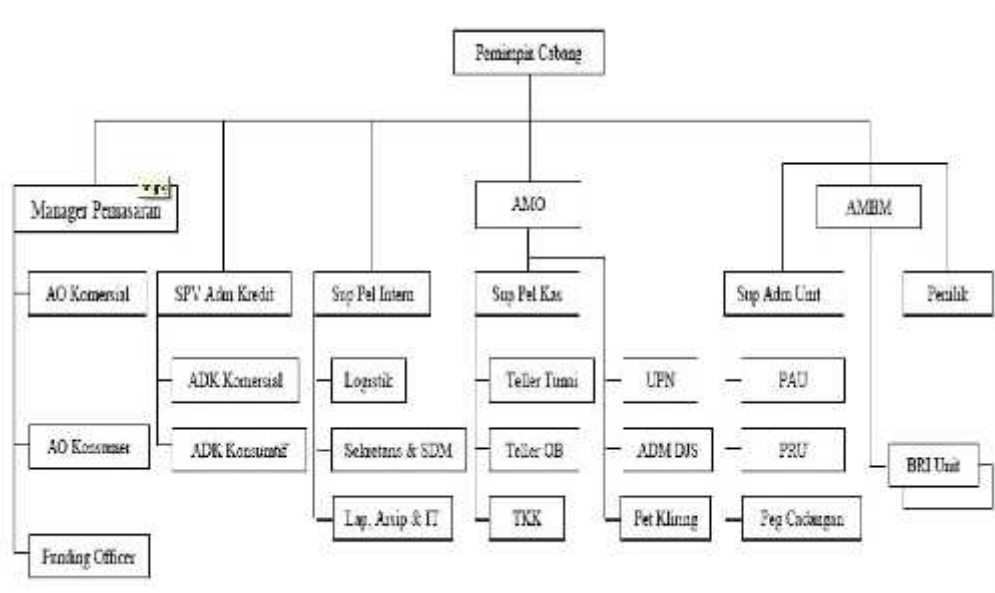 Pemimpin Cabang
Manager Pemasaran
AMO
AMBM
AO Komersial
SPV Adm Kredit
Sup Pel Intern
Sup Pel Kas
Sup Adm Unit
Penilik
ADK Komersial
Logistik
Teller Tunai
UPN
PAU
AO Konsumer
ADK Konsumtif
Sekretaris & SDM
Teller OB
ADM DJS
PRU
BRI Unit
Lap. Arsip & IT
TKK
Pet Kliring
Peg Cadangan
Funding Officer